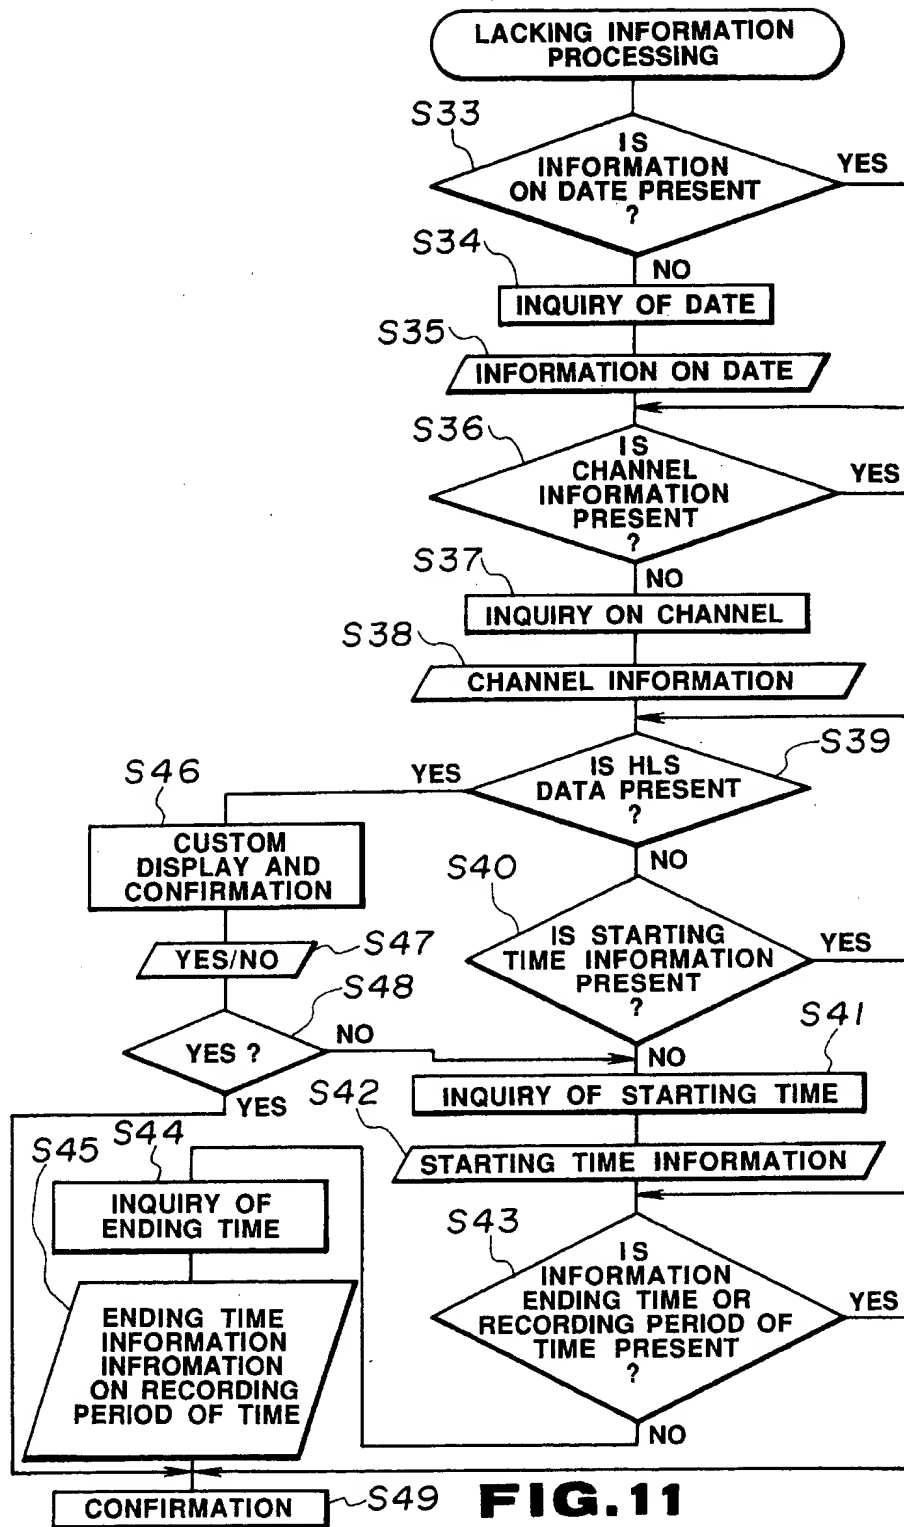 LACKING INFORMATION
PROCESSING
S33
IS
INFORMATION
ON DATE PRESENT
?
YES
S34
NO
INQUIRY OF DATE
S35
INFORMATION ON DATE
S36
IS
CHANNEL
INFORMATION
PRESENT
?
YES
S37
NO
INQUIRY ON CHANNEL
S38
CHANNEL INFORMATION
S39
IS HLS
DATA PRESENT
?
YES
NO
S46
CUSTOM
DISPLAY AND
CONFIRMATION
S47
YES/NO
S48
YES ?
NO
YES
S40
IS STARTING
TIME INFORMATION
PRESENT
?
YES
NO
S41
INQUIRY OF STARTING TIME
S42
STARTING TIME INFORMATION
S43
IS
INFORMATION
ENDING TIME OR
RECORDING PERIOD OF
TIME PRESENT
?
YES
NO
S44
INQUIRY OF
ENDING TIME
S45
ENDING TIME
INFORMATION
INFROMATION
ON RECORDING
PERIOD OF TIME
CONFIRMATION
S49
FIG.11